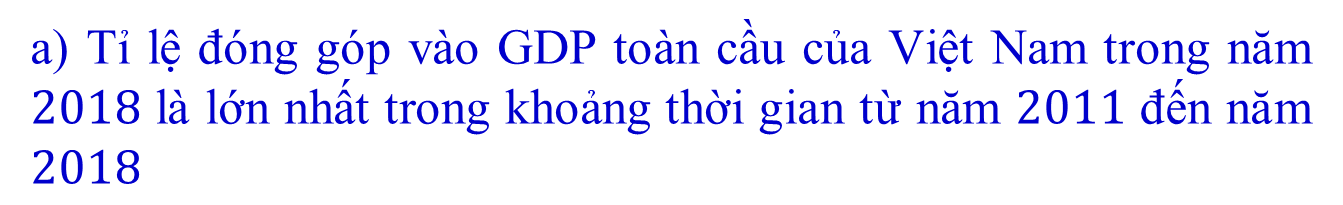 a) Tỉ lệ đóng góp vào GDP toàn cầu của Việt Nam trong năm
2018 là lớn nhất trong khoảng thời gian từ năm 2011 đến năm
2018